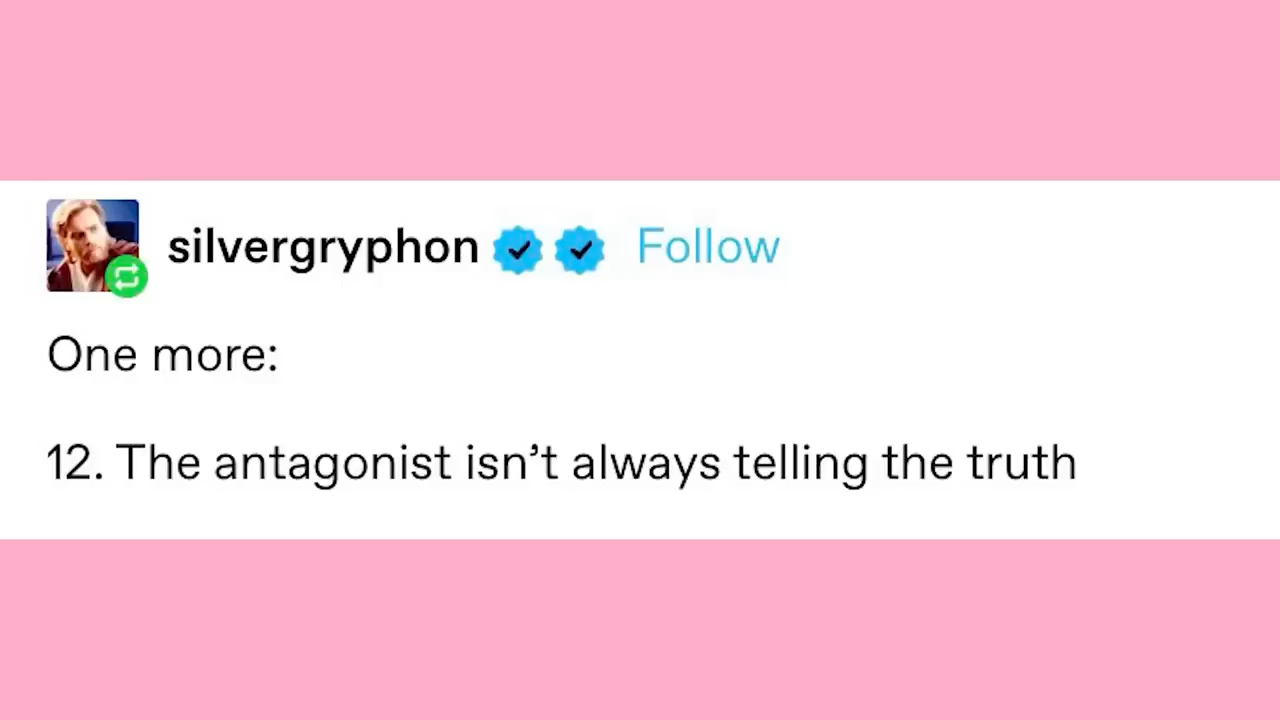 silvergryphon Follow
One more:
12. The antagonist isn’t always telling the truth